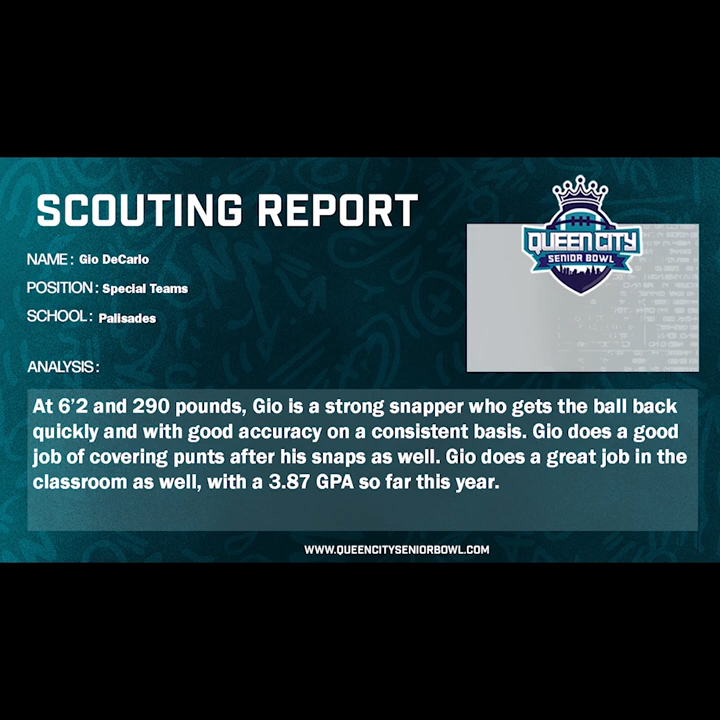 SCOUTING REPORT
QUEEN CITY
SENIOR BOWL
NAME: Gio DeCarlo
POSITION: Special Teams
SCHOOL: Palisades
ANALYSIS:
At 6’2 and 290 pounds, Gio is a strong snapper who gets the ball back
quickly and with good accuracy on a consistent basis. Gio does a good
job of covering punts after his snaps as well. Gio does a great job in the
classroom as well, with a 3.87 GPA so far this year.
WWW.QUEENCITYSENIORBOWL.COM